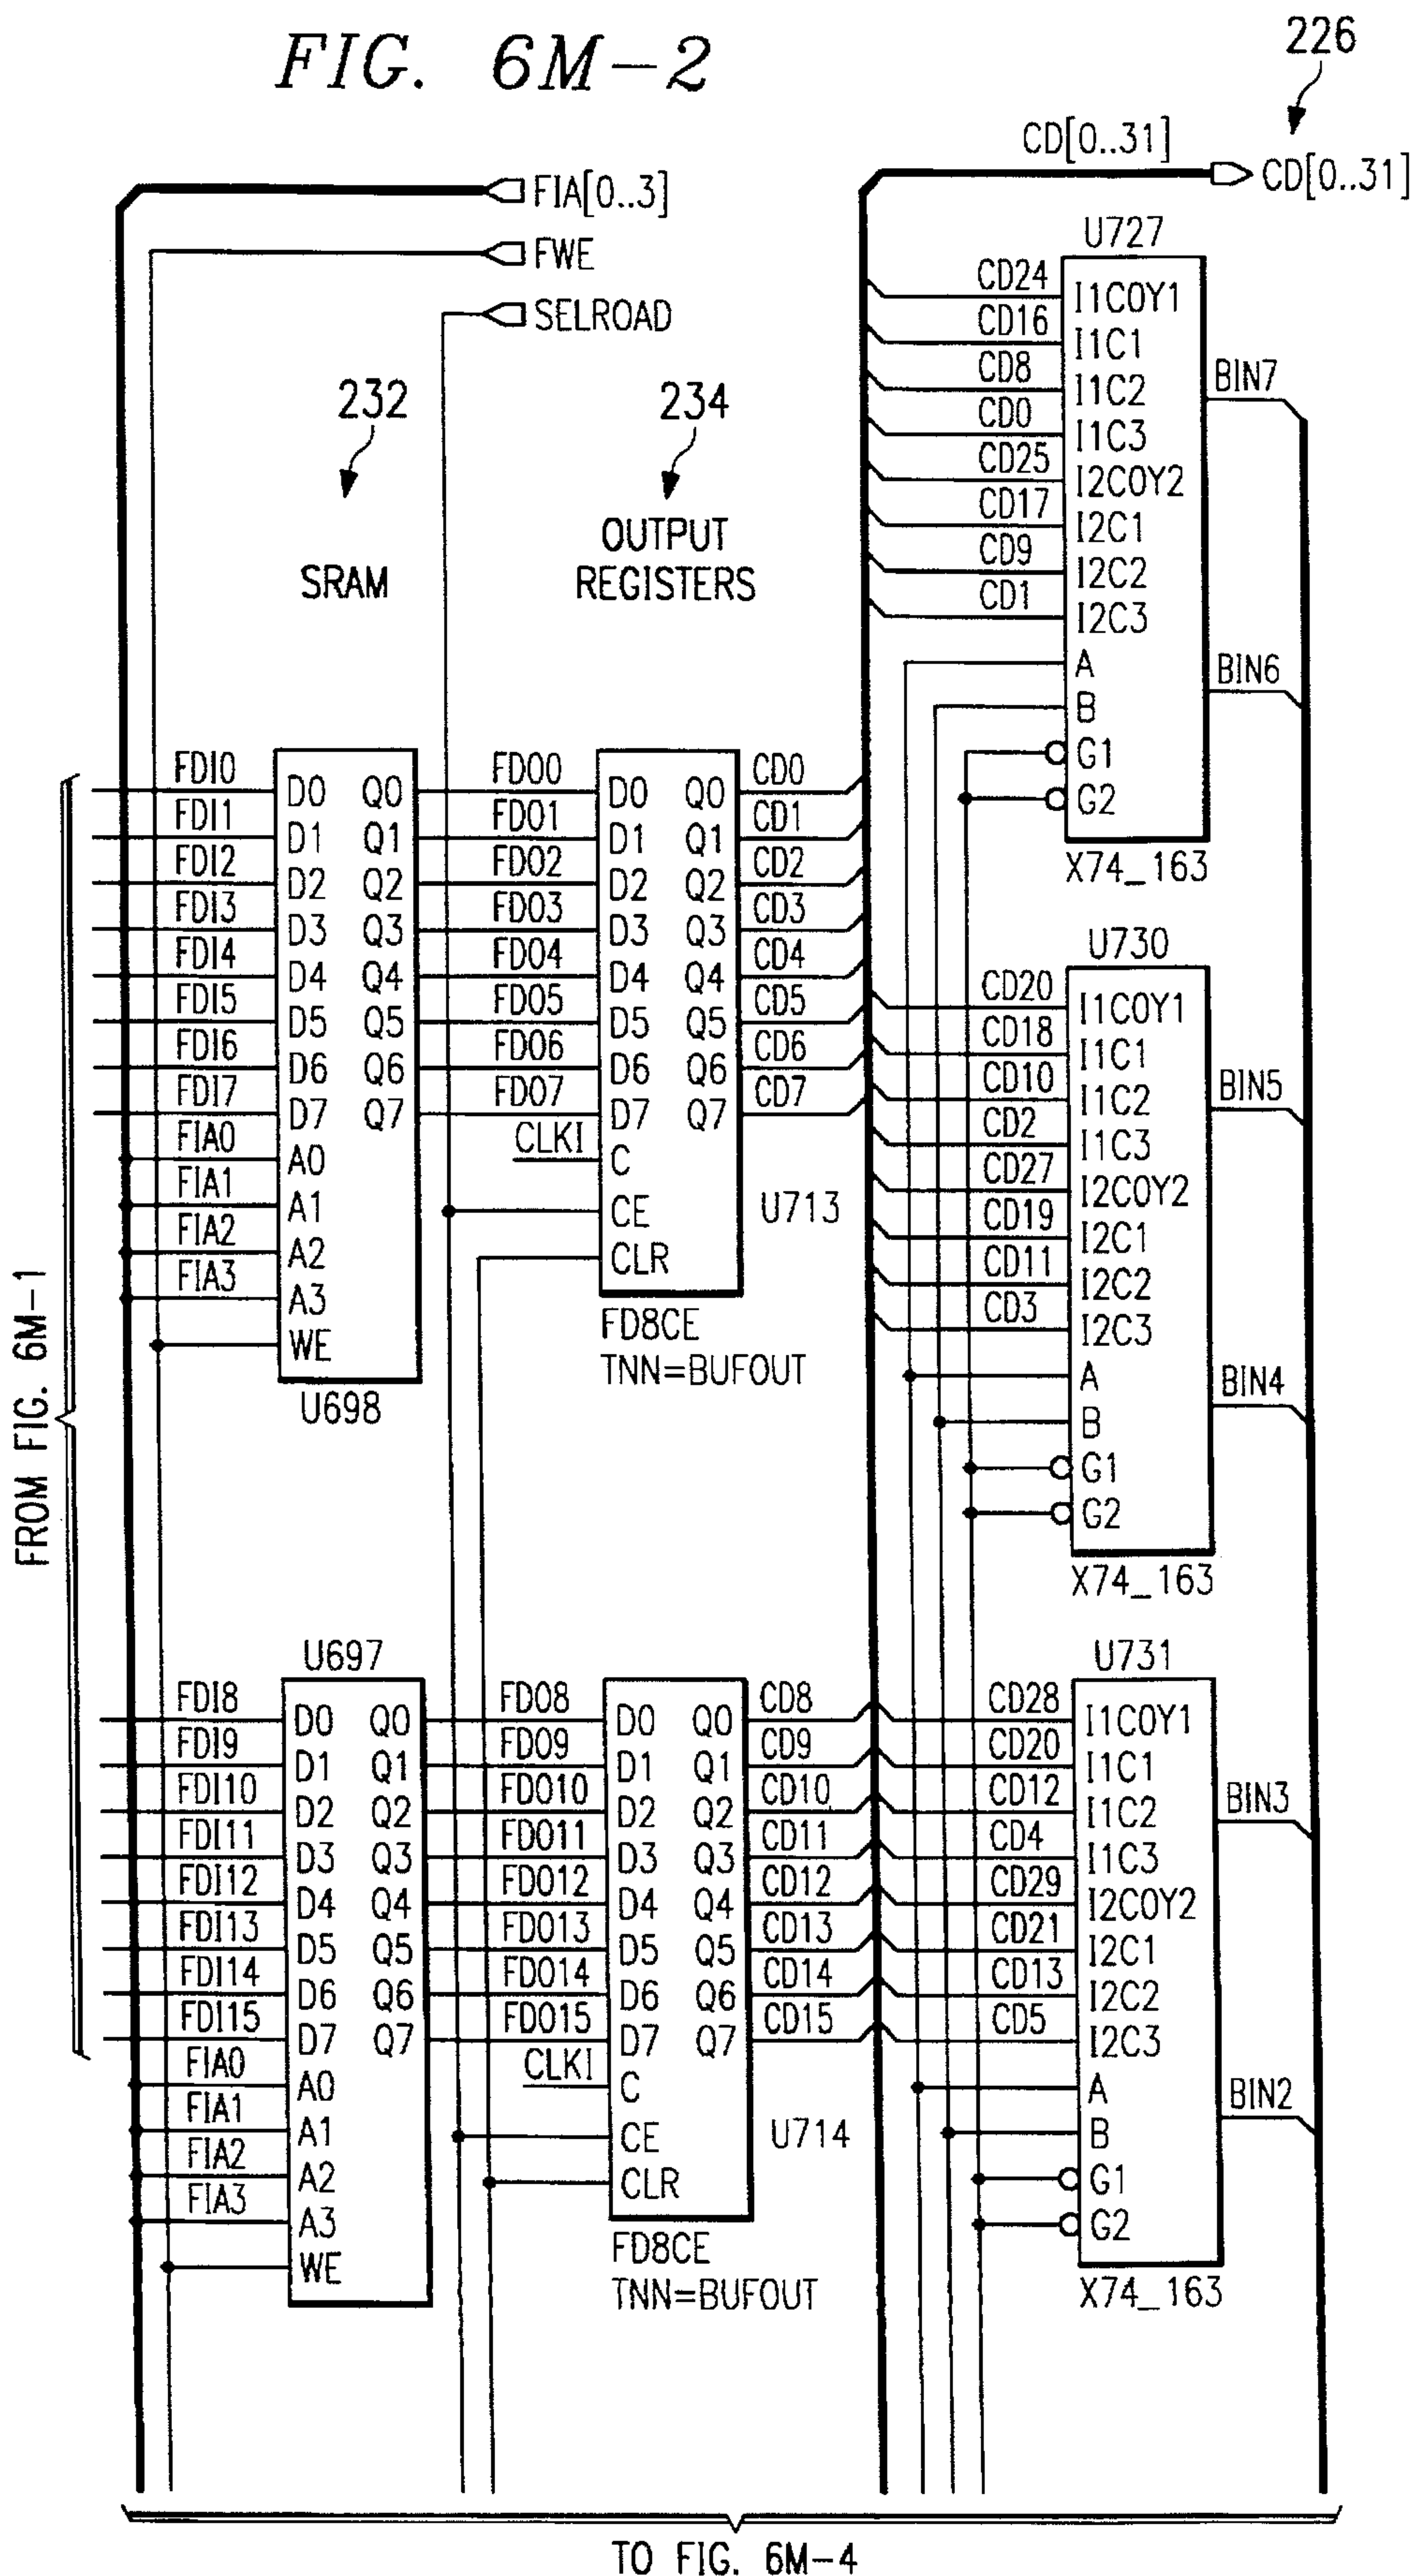 FIG. 6M-2
226
CD[0..31]
CD[0..31]
FIA[0..3]
FWE
SELROAD
232
SRAM
234
OUTPUT
REGISTERS
U727
CD24 I1C0Y1
CD16 I1C1
CD8 I1C2
CD0 I1C3
CD25 I2C0Y2
CD17 I2C1
CD9 I2C2
CD1 I2C3
A
B
G1
G2
BIN7
BIN6
X74_163
FROM FIG. 6M-1
FDI0 D0 Q0 FDO0 D0 Q0 CD0
FDI1 D1 Q1 FDO1 D1 Q1 CD1
FDI2 D2 Q2 FDO2 D2 Q2 CD2
FDI3 D3 Q3 FDO3 D3 Q3 CD3
FDI4 D4 Q4 FDO4 D4 Q4 CD4
FDI5 D5 Q5 FDO5 D5 Q5 CD5
FDI6 D6 Q6 FDO6 D6 Q6 CD6
FDI7 D7 Q7 FDO7 D7 Q7 CD7
FIA0 A0
FIA1 A1
FIA2 A2
FIA3 A3
WE
U698
CLKI C
CE
CLR
U713
FD8CE
TNN=BUFOUT
U730
CD20 I1C0Y1
CD18 I1C1
CD10 I1C2
CD2 I1C3
CD27 I2C0Y2
CD19 I2C1
CD11 I2C2
CD3 I2C3
A
B
G1
G2
BIN5
BIN4
X74_163
U697
FDI8 D0 Q0 FDO8 D0 Q0 CD8
FDI9 D1 Q1 FDO9 D1 Q1 CD9
FDI10 D2 Q2 FDO10 D2 Q2 CD10
FDI11 D3 Q3 FDO11 D3 Q3 CD11
FDI12 D4 Q4 FDO12 D4 Q4 CD12
FDI13 D5 Q5 FDO13 D5 Q5 CD13
FDI14 D6 Q6 FDO14 D6 Q6 CD14
FDI15 D7 Q7 FDO15 D7 Q7 CD15
FIA0 A0
FIA1 A1
FIA2 A2
FIA3 A3
WE
CLKI C
CE
CLR
U714
FD8CE
TNN=BUFOUT
U731
CD28 I1C0Y1
CD20 I1C1
CD12 I1C2
CD4 I1C3
CD29 I2C0Y2
CD21 I2C1
CD13 I2C2
CD5 I2C3
A
B
G1
G2
BIN3
BIN2
X74_163
TO FIG. 6M-4